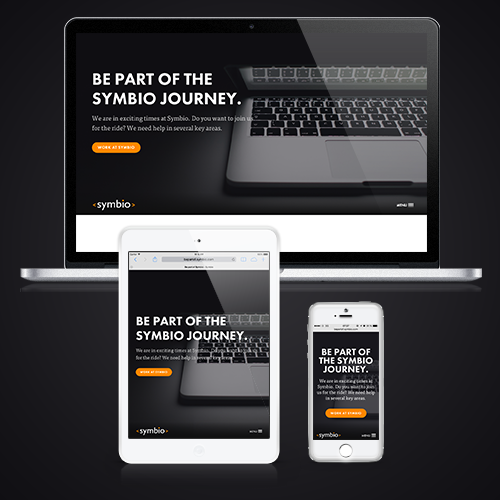 BE PART OF THE
SYMBIO JOURNEY.
We are in exciting times at Symbio. Do you want to join us
for the ride? We need help in several key areas.
WORK AT SYMBIO
<symbio>
MENU
BE PART OF THE
SYMBIO JOURNEY.
We are in exciting times at Symbio. Do you want to join us
for the ride? We need help in several key areas.
WORK AT SYMBIO
<symbio>
MENU
BE PART OF
THE SYMBIO
JOURNEY.
We are in exciting times at
Symbio. Do you want to join
us for the ride? We need help
in several key areas.
WORK AT SYMBIO
<symbio>
MENU